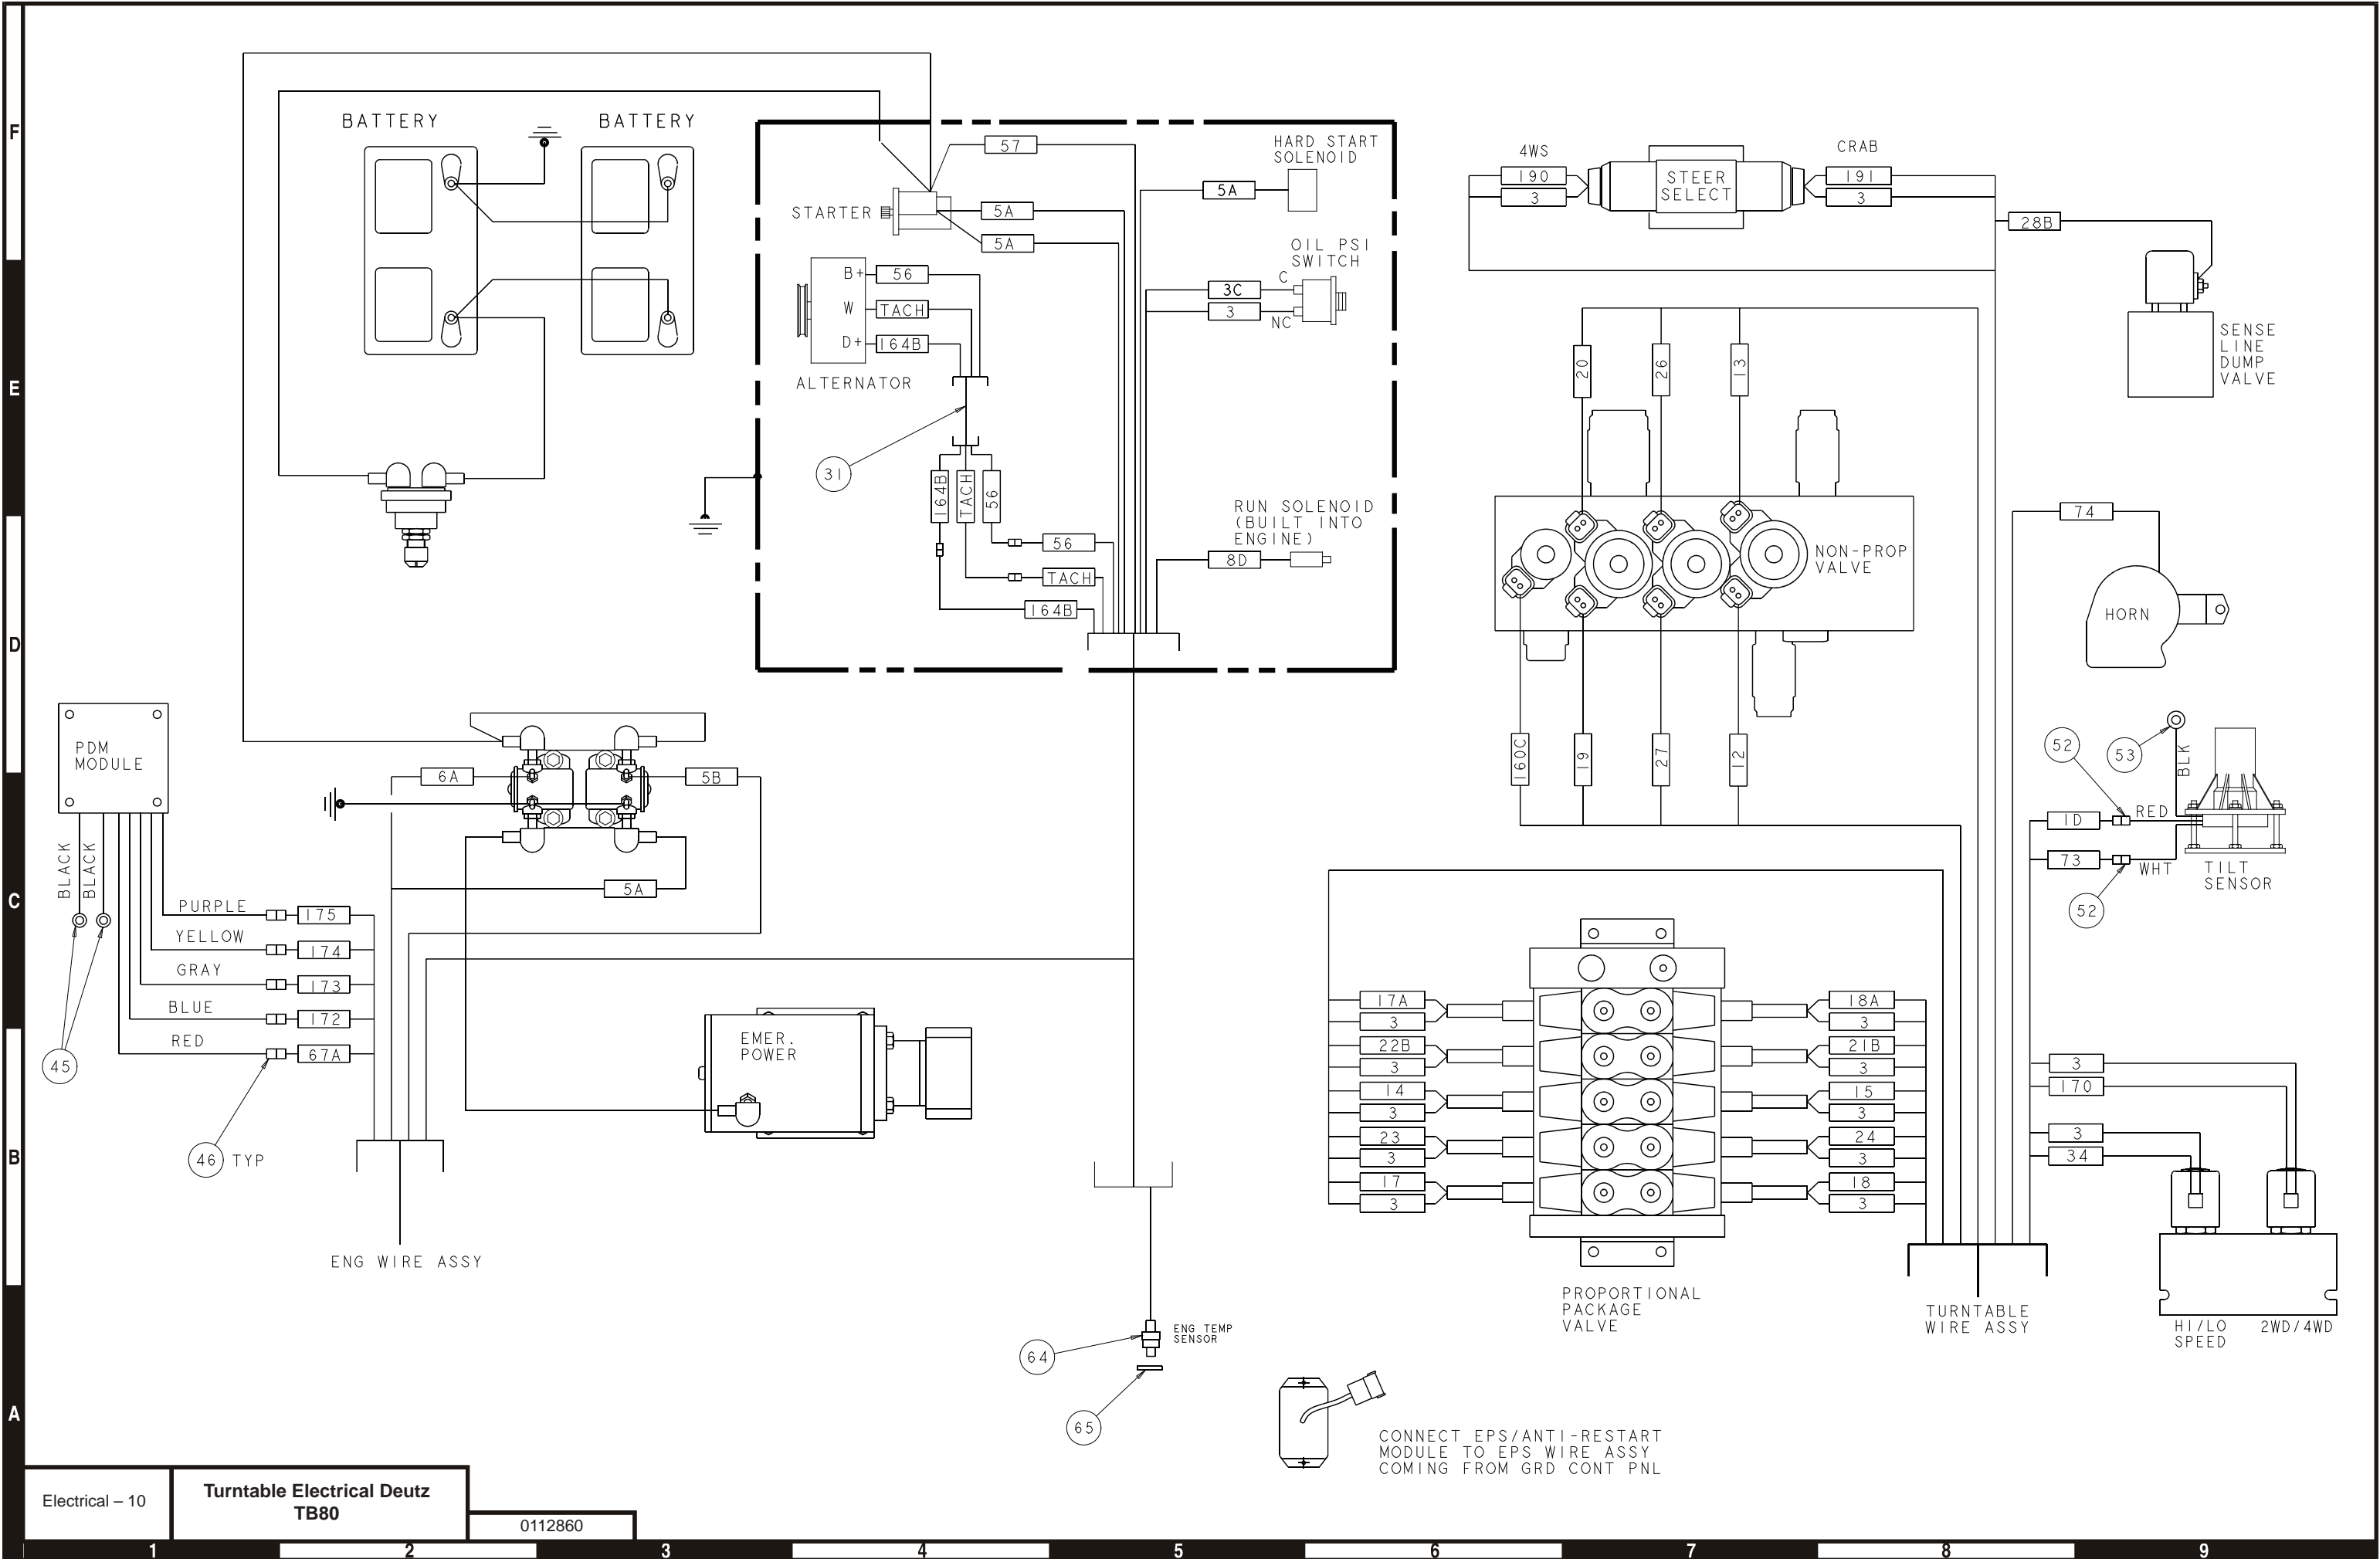 F
E
D
C
B
A
BATTERY
BATTERY
57
STARTER
5A
5A
B+
56
W
TACH
D+
164B
ALTERNATOR
31
164B
TACH
56
56
TACH
164B
HARD START
SOLENOID
5A
OIL PSI
SWITCH
C
3C
3
NC
RUN SOLENOID
(BUILT INTO
ENGINE)
8D
4WS
190
3
STEER
SELECT
CRAB
191
3
28B
SENSE
LINE
DUMP
VALVE
20
26
13
NON-PROP
VALVE
160C
19
27
12
74
HORN
52
53
BLK
1D
RED
73
WHT
52
TILT
SENSOR
PDM
MODULE
BLACK
BLACK
PURPLE
175
YELLOW
174
GRAY
173
BLUE
172
RED
67A
45
46 TYP
6A
5B
5A
EMER.
POWER
ENG WIRE ASSY
17A
3
22B
3
14
3
23
3
17
3
18A
3
21B
3
15
3
24
3
18
3
PROPORTIONAL
PACKAGE
VALVE
TURNTABLE
WIRE ASSY
3
170
3
34
HI/LO
SPEED
2WD/4WD
64
ENG TEMP
SENSOR
65
CONNECT EPS/ANTI-RESTART
MODULE TO EPS WIRE ASSY
COMING FROM GRD CONT PNL
Electrical – 10
Turntable Electrical Deutz
TB80
0112860
1
2
3
4
5
6
7
8
9